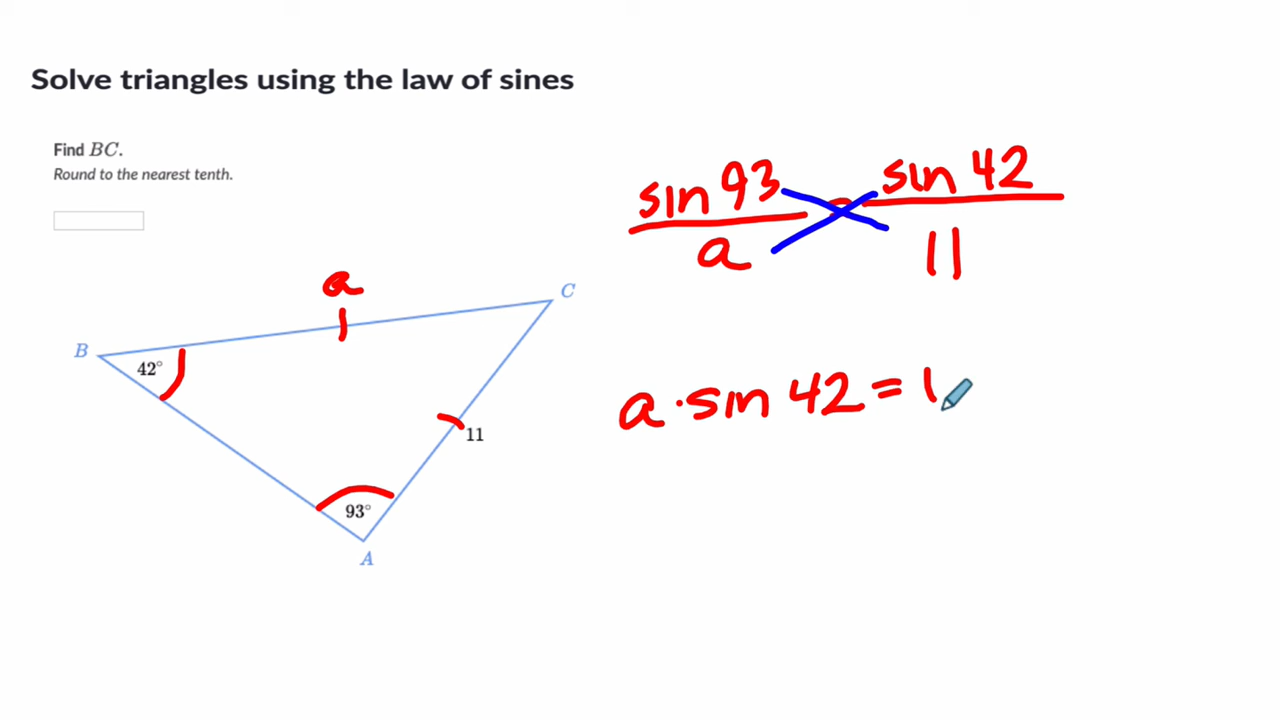 Solve triangles using the law of sines
Find BC.
Round to the nearest tenth.
sin 93
a
=
sin 42
11
a
C
B
42°
11
93°
A
a · sin 42 = 1